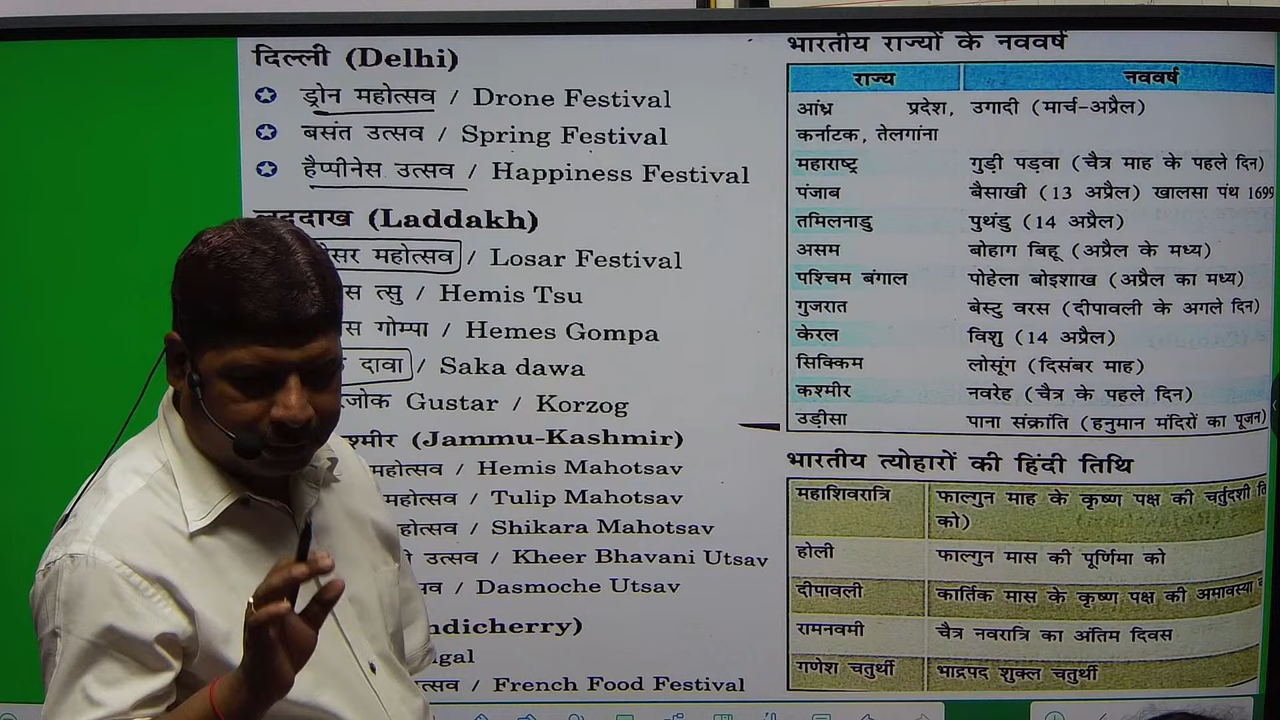 दिल्ली (Delhi)
ड्रोन महोत्सव / Drone Festival
बसंत उत्सव / Spring Festival
हैप्पीनेस उत्सव / Happiness Festival
लद्दाख (Laddakh)
महोत्सव / Losar Festival
त्सु / Hemis Tsu
गोम्पा / Hemes Gompa
दावा / Saka dawa
Gustar / Korzog
(Jammu-Kashmir)
महोत्सव / Hemis Mahotsav
महोत्सव / Tulip Mahotsav
/ Shikara Mahotsav
उत्सव / Kheer Bhavani Utsav
/ Dasmoche Utsav
/ French Food Festival
भारतीय राज्यों के नववर्ष
राज्य नववर्ष
आंध्र प्रदेश, उगादी (मार्च-अप्रैल)
कर्नाटक, तेलगांना
महाराष्ट्र गुड़ी पड़वा (चैत्र माह के पहले दिन)
पंजाब बैसाखी (13 अप्रैल) खालसा पंथ 1699
तमिलनाडु पुथंडु (14 अप्रैल)
असम बोहाग बिहू (अप्रैल के मध्य)
पश्चिम बंगाल पोहेला बोइशाख (अप्रैल का मध्य)
गुजरात बेस्टु वरस (दीपावली के अगले दिन)
केरल विशु (14 अप्रैल)
सिक्किम लोसूंग (दिसंबर माह)
कश्मीर नवरेह (चैत्र के पहले दिन)
उड़ीसा पाना संक्रांति (हनुमान मंदिरों का पूजन)
भारतीय त्योहारों की हिंदी तिथि
महाशिवरात्रि फाल्गुन माह के कृष्ण पक्ष की चर्तुदशी
को)
होली फाल्गुन मास की पूर्णिमा को
दीपावली कार्तिक मास के कृष्ण पक्ष की अमावस्या
रामनवमी चैत्र नवरात्रि का अंतिम दिवस
गणेश चतुर्थी भाद्रपद शुक्ल चतुर्थी